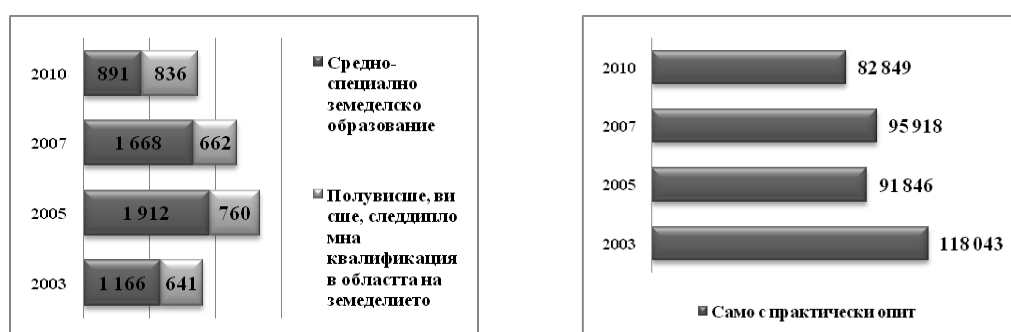 2010
891
836
2007
1 668
662
2005
1 912
760
2003
1 166
641
Средно-
специално
земеделско
образование
Полувисше, ви
сше, следдипло
мна
квалификация
в областта на
земеделието
2010
82 849
2007
95 918
2005
91 846
2003
118 043
Само с практически опит